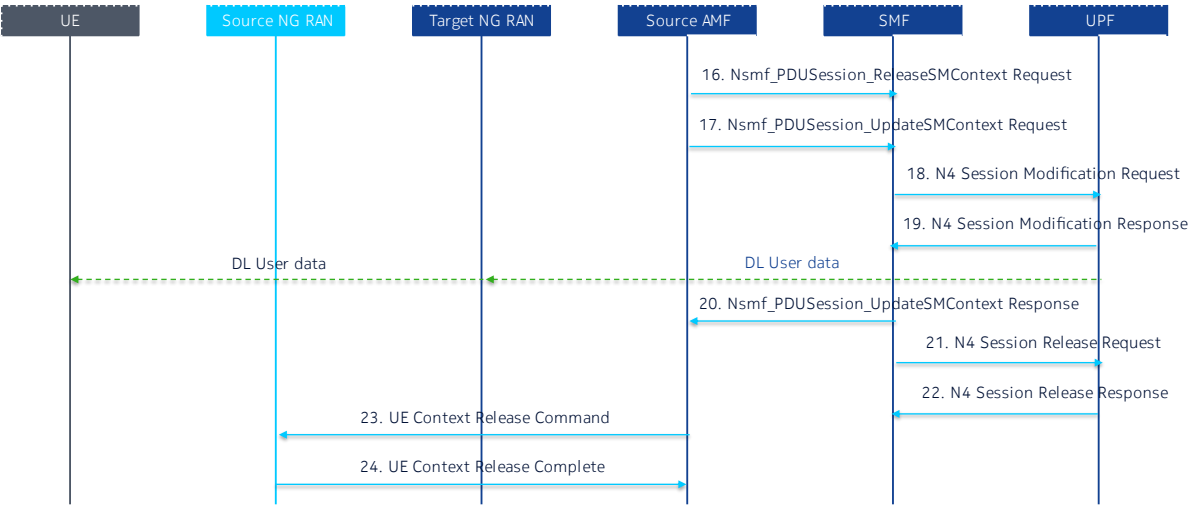 UE
Source NG RAN
Target NG RAN
Source AMF
SMF
UPF
16. Nsmf_PDUSession_ReleaseSMContext Request
17. Nsmf_PDUSession_UpdateSMContext Request
18. N4 Session Modification Request
19. N4 Session Modification Response
DL User data
DL User data
20. Nsmf_PDUSession_UpdateSMContext Response
21. N4 Session Release Request
22. N4 Session Release Response
23. UE Context Release Command
24. UE Context Release Complete